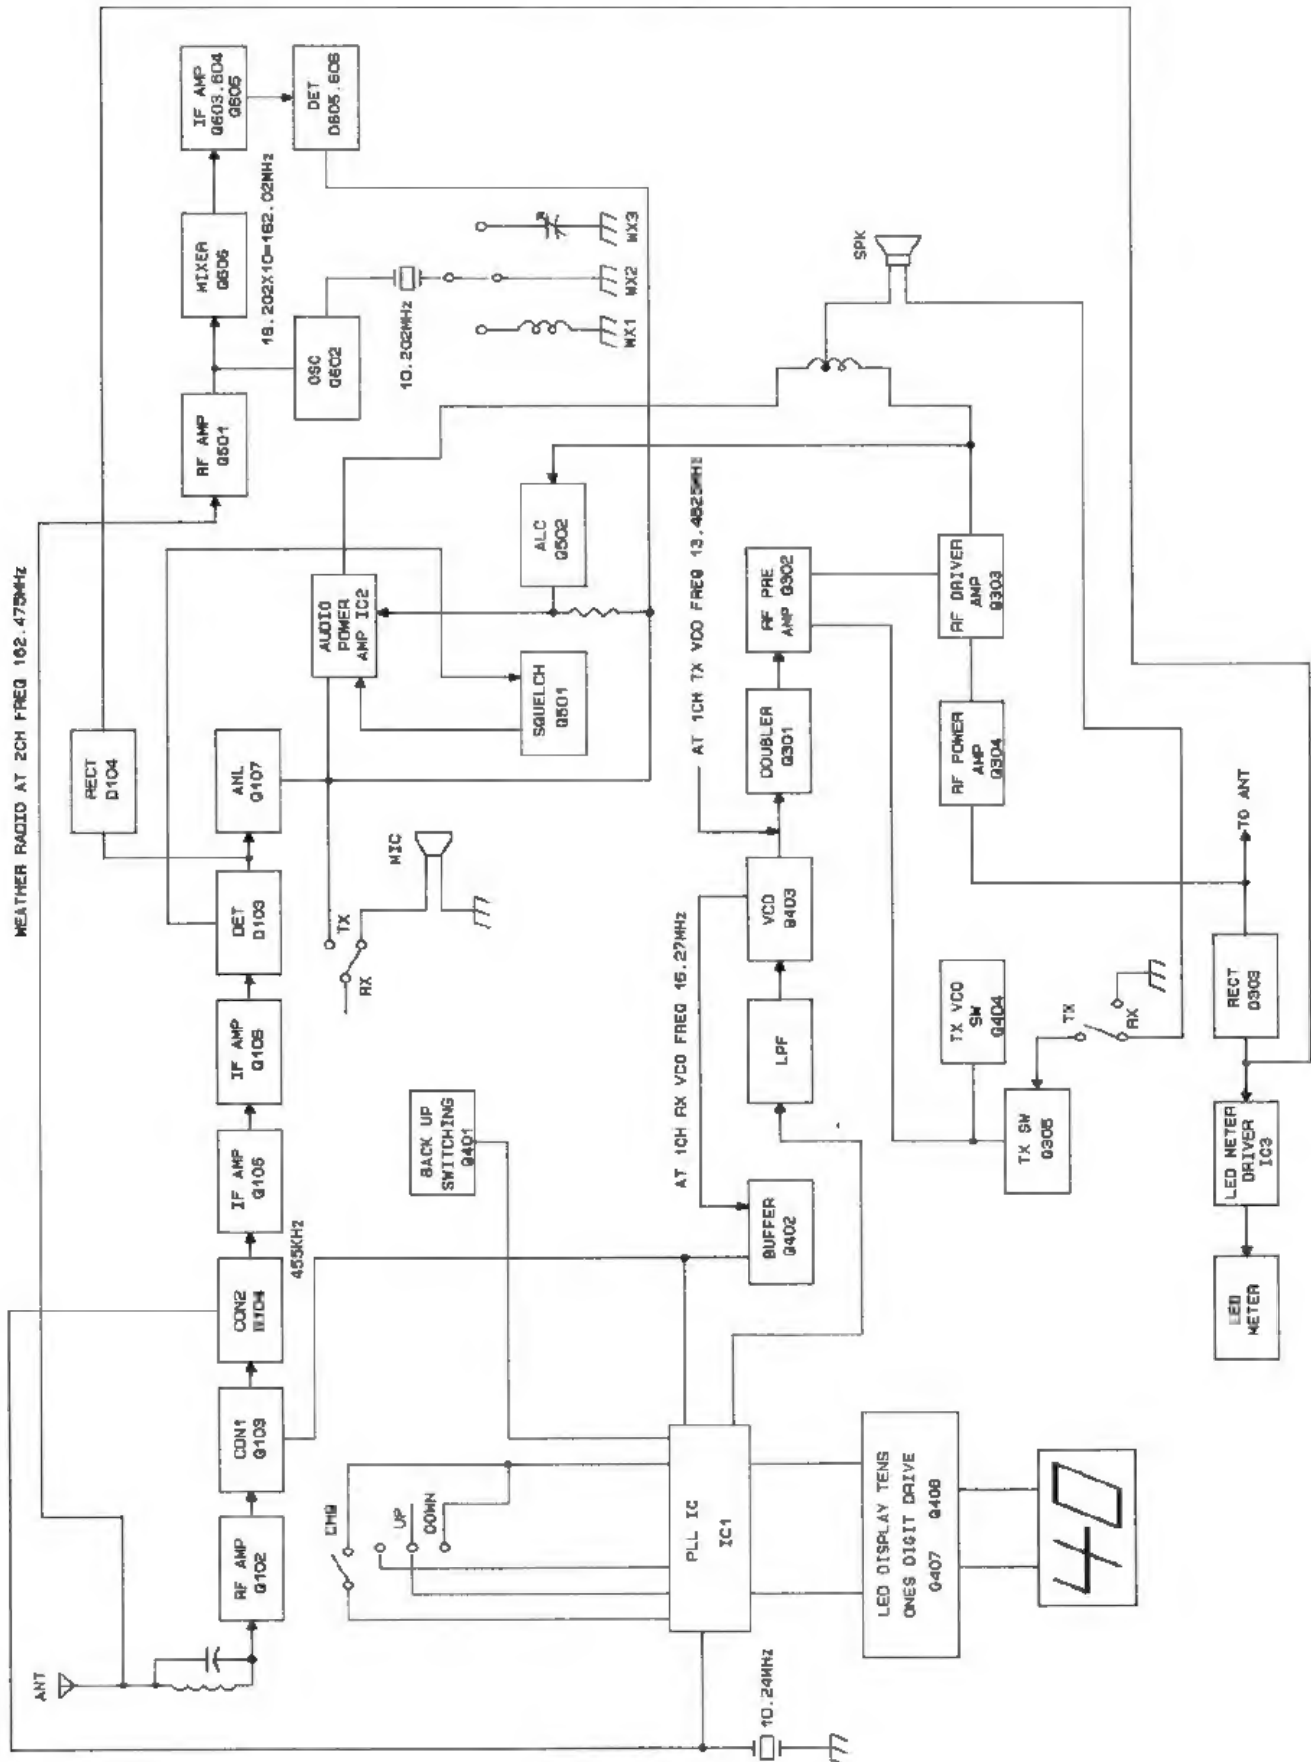 WEATHER RADIO AT 2CH FREQ 162.475MHz
ANT
RF AMP
Q102
CON1
Q103
CON2
455KHz
IF AMP
Q105
IF AMP
Q106
DET
D103
ANL
Q107
RECT
D104
RF AMP
Q501
MIXER
Q606
IF AMP
Q603.604
Q605
DET
D605.606
16.202X10=162.02MHz
OSC
Q602
10.202MHz
WX1
WX2
WX3
AUDIO
POWER
AMP IC2
SQUELCH
Q501
ALC
Q502
TX
RX
MIC
SPK
CH9
UP
DOWN
BACK UP
SWITCHING
Q401
PLL IC
IC1
10.24MHz
LED DISPLAY TENS
ONES DIGIT DRIVE
Q407 Q408
40
AT 1CH RX VCO FREQ 15.27MHz
BUFFER
Q402
LPF
VCO
Q403
AT 1CH TX VCO FREQ 13.4825MHz
DOUBLER
Q301
RF PRE
AMP Q302
RF DRIVER
AMP
Q303
RF POWER
AMP
Q304
TX VCO
SW
Q404
TX SW
Q305
TX
RX
TO ANT
RECT
D303
LED METER
DRIVER
IC3
LED
METER